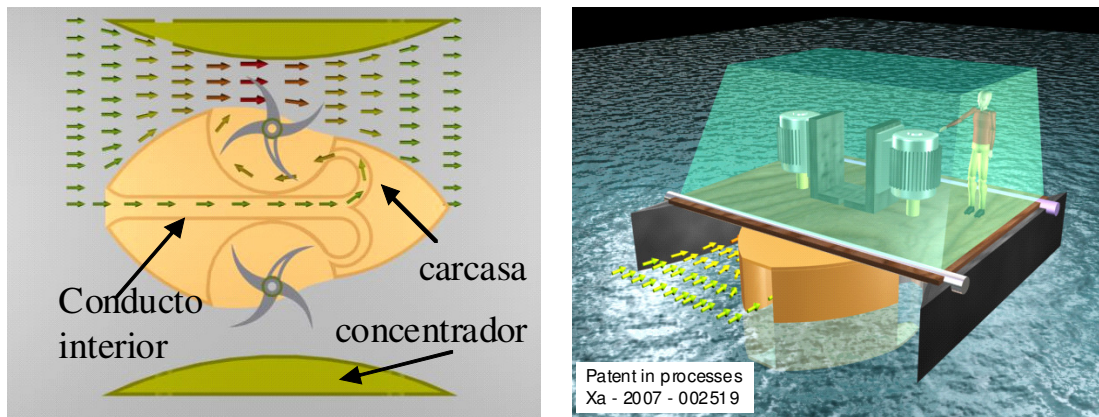 carcasa
Conducto
interior
concentrador
Patent in processes
Xa - 2007 - 002519